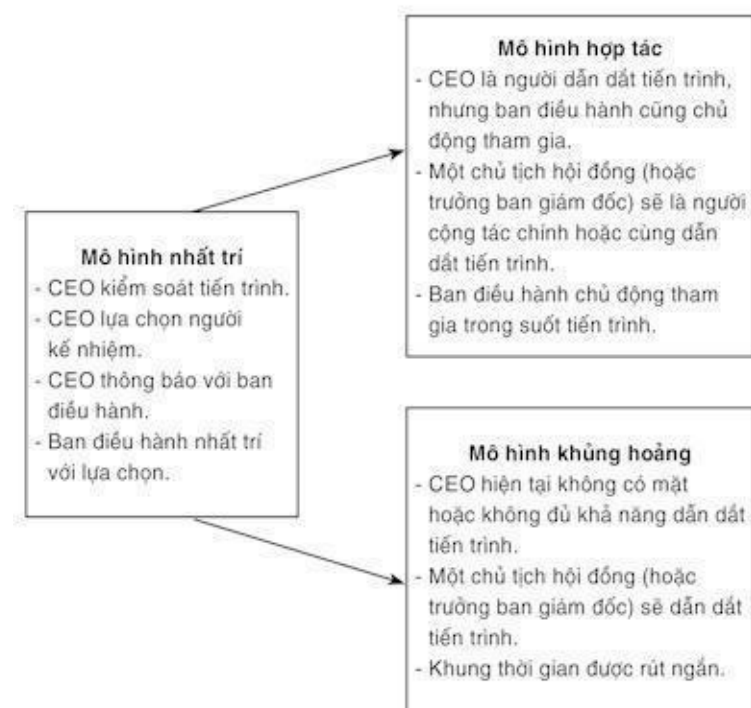 Mô hình hợp tác
- CEO là người dẫn dắt tiến trình,
nhưng ban điều hành cũng chủ
động tham gia.
- Một chủ tịch hội đồng (hoặc
trưởng ban giám đốc) sẽ là người
cộng tác chính hoặc cùng dẫn
dắt tiến trình.
- Ban điều hành chủ động tham
gia trong suốt tiến trình.
Mô hình nhất trí
- CEO kiểm soát tiến trình.
- CEO lựa chọn người
kế nhiệm.
- CEO thông báo với ban
điều hành.
- Ban điều hành nhất trí
với lựa chọn.
Mô hình khủng hoảng
- CEO hiện tại không có mặt
hoặc không đủ khả năng dẫn dắt
tiến trình.
- Một chủ tịch hội đồng (hoặc
trưởng ban giám đốc) sẽ dẫn dắt
tiến trình.
- Khung thời gian được rút ngắn.